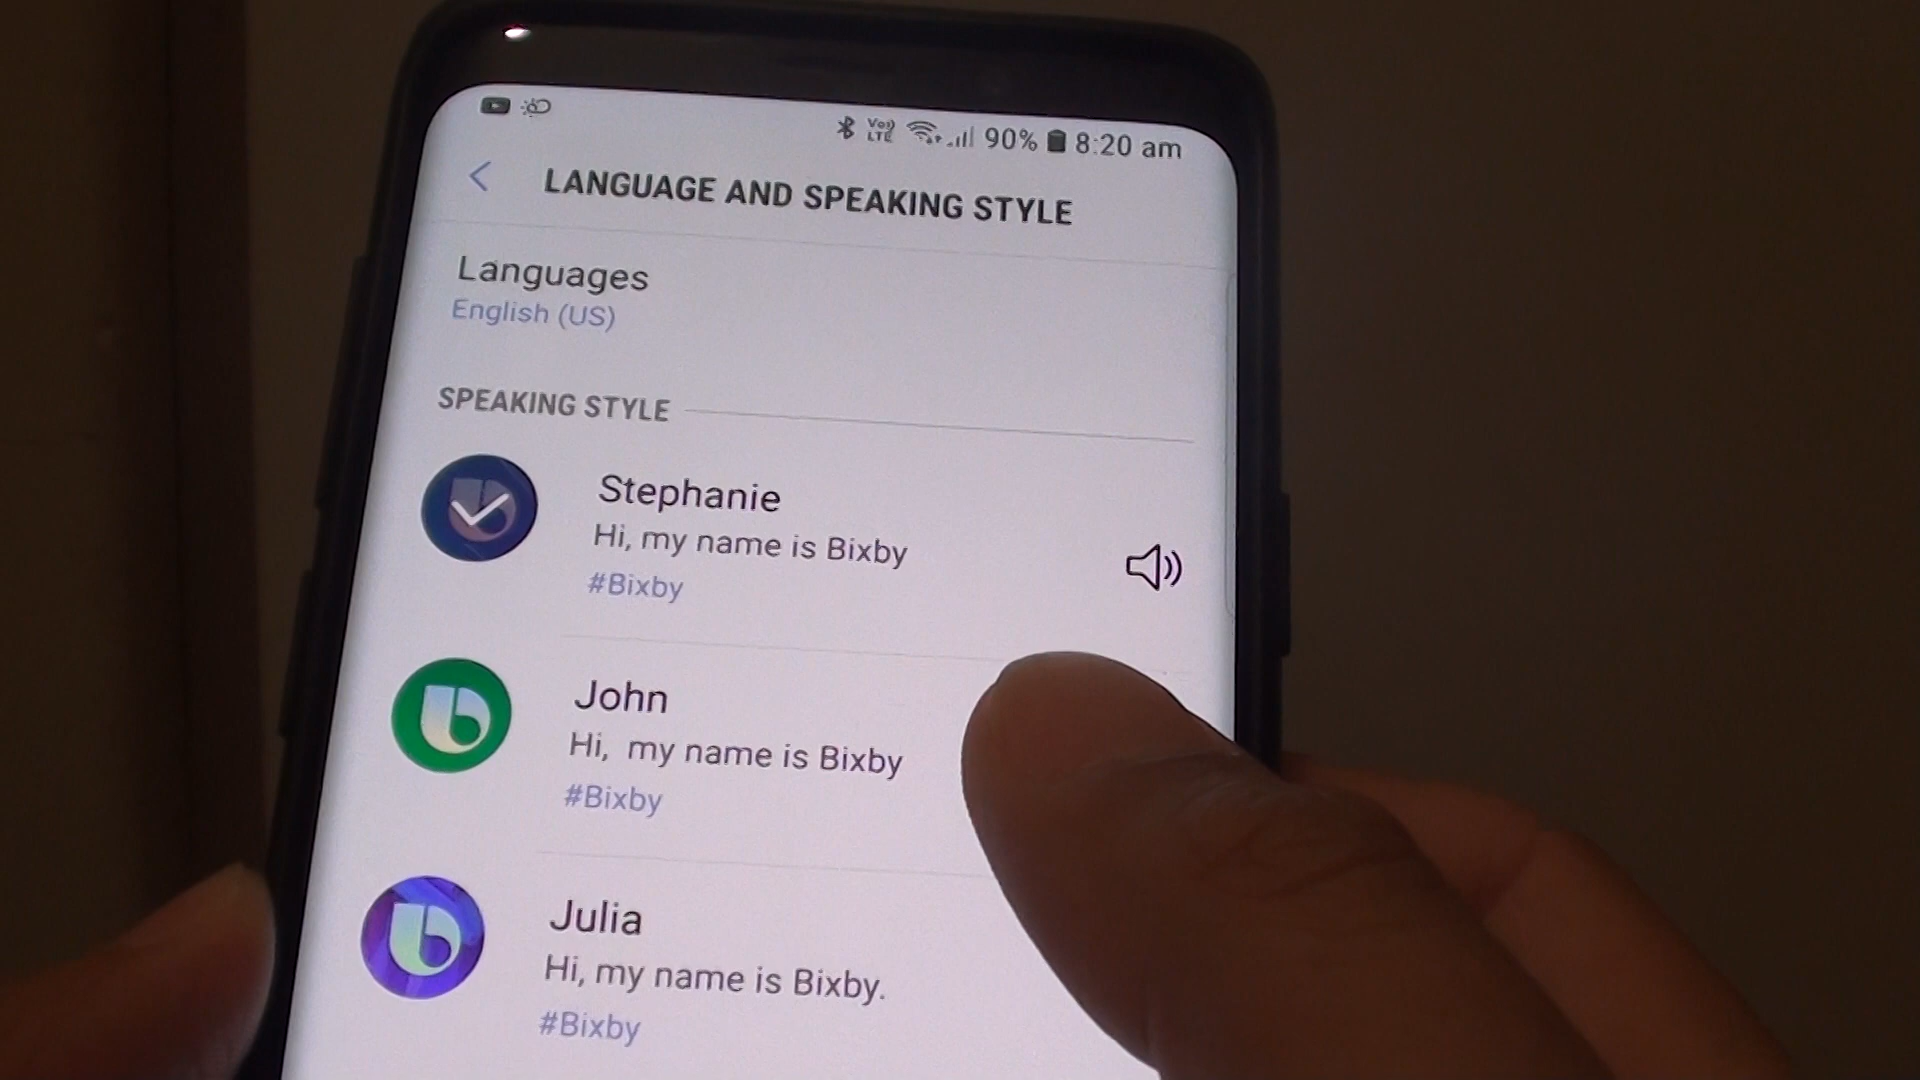 VoLTE 90% 8:20 am
LANGUAGE AND SPEAKING STYLE
Languages
English (US)
SPEAKING STYLE
Stephanie
Hi, my name is Bixby
#Bixby
John
Hi, my name is Bixby
#Bixby
Julia
Hi, my name is Bixby.
#Bixby